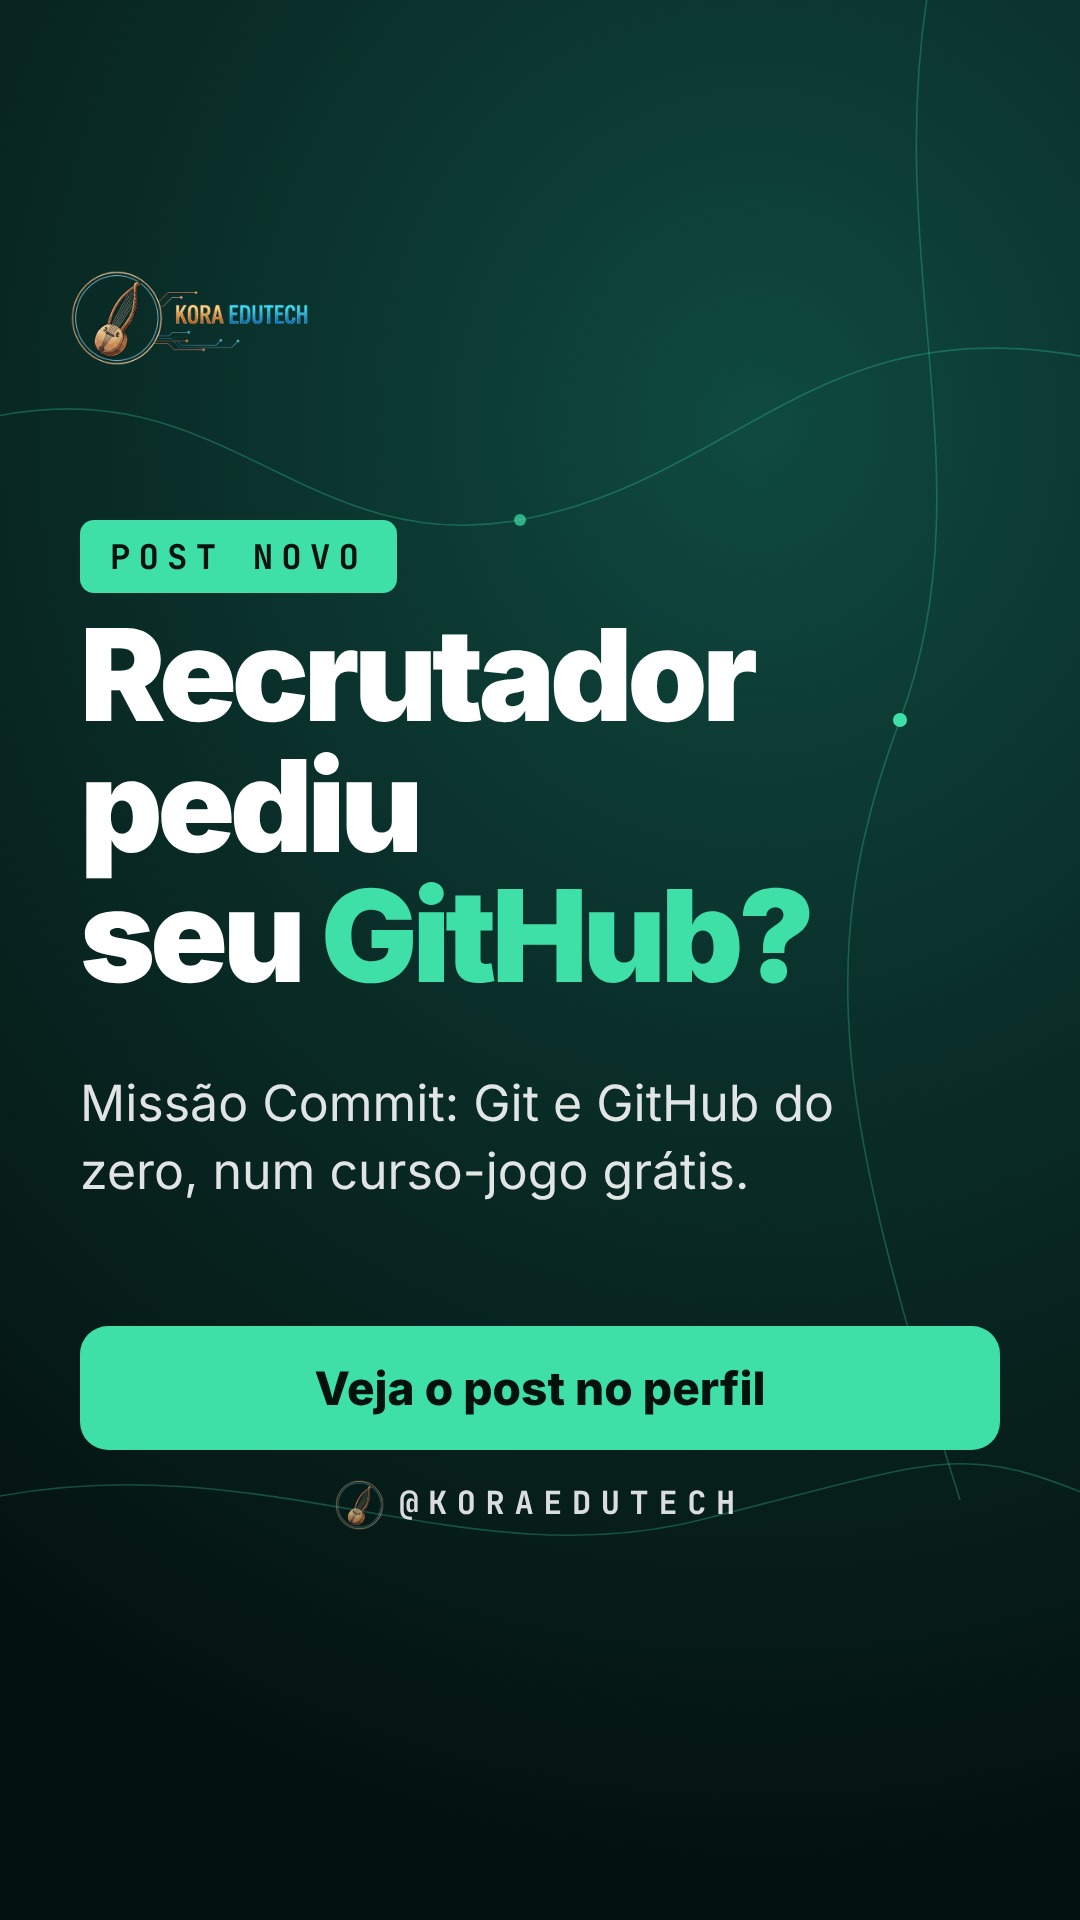 KORA EDUTECH
POST NOVO
Recrutador
pediu
seu GitHub?
Missão Commit: Git e GitHub do
zero, num curso-jogo grátis.
Veja o post no perfil
@KORAEDUTECH